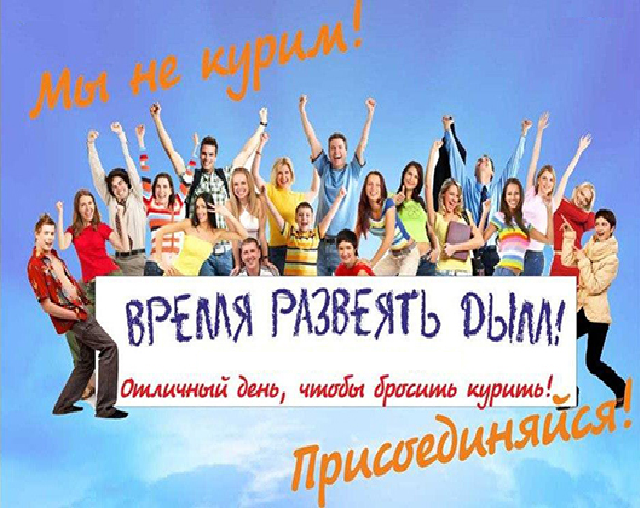 Мы не курим!
ВРЕМЯ РАЗВЕЯТЬ ДЫМ!
Отличный день, чтобы бросить курить!
Присоединяйся!